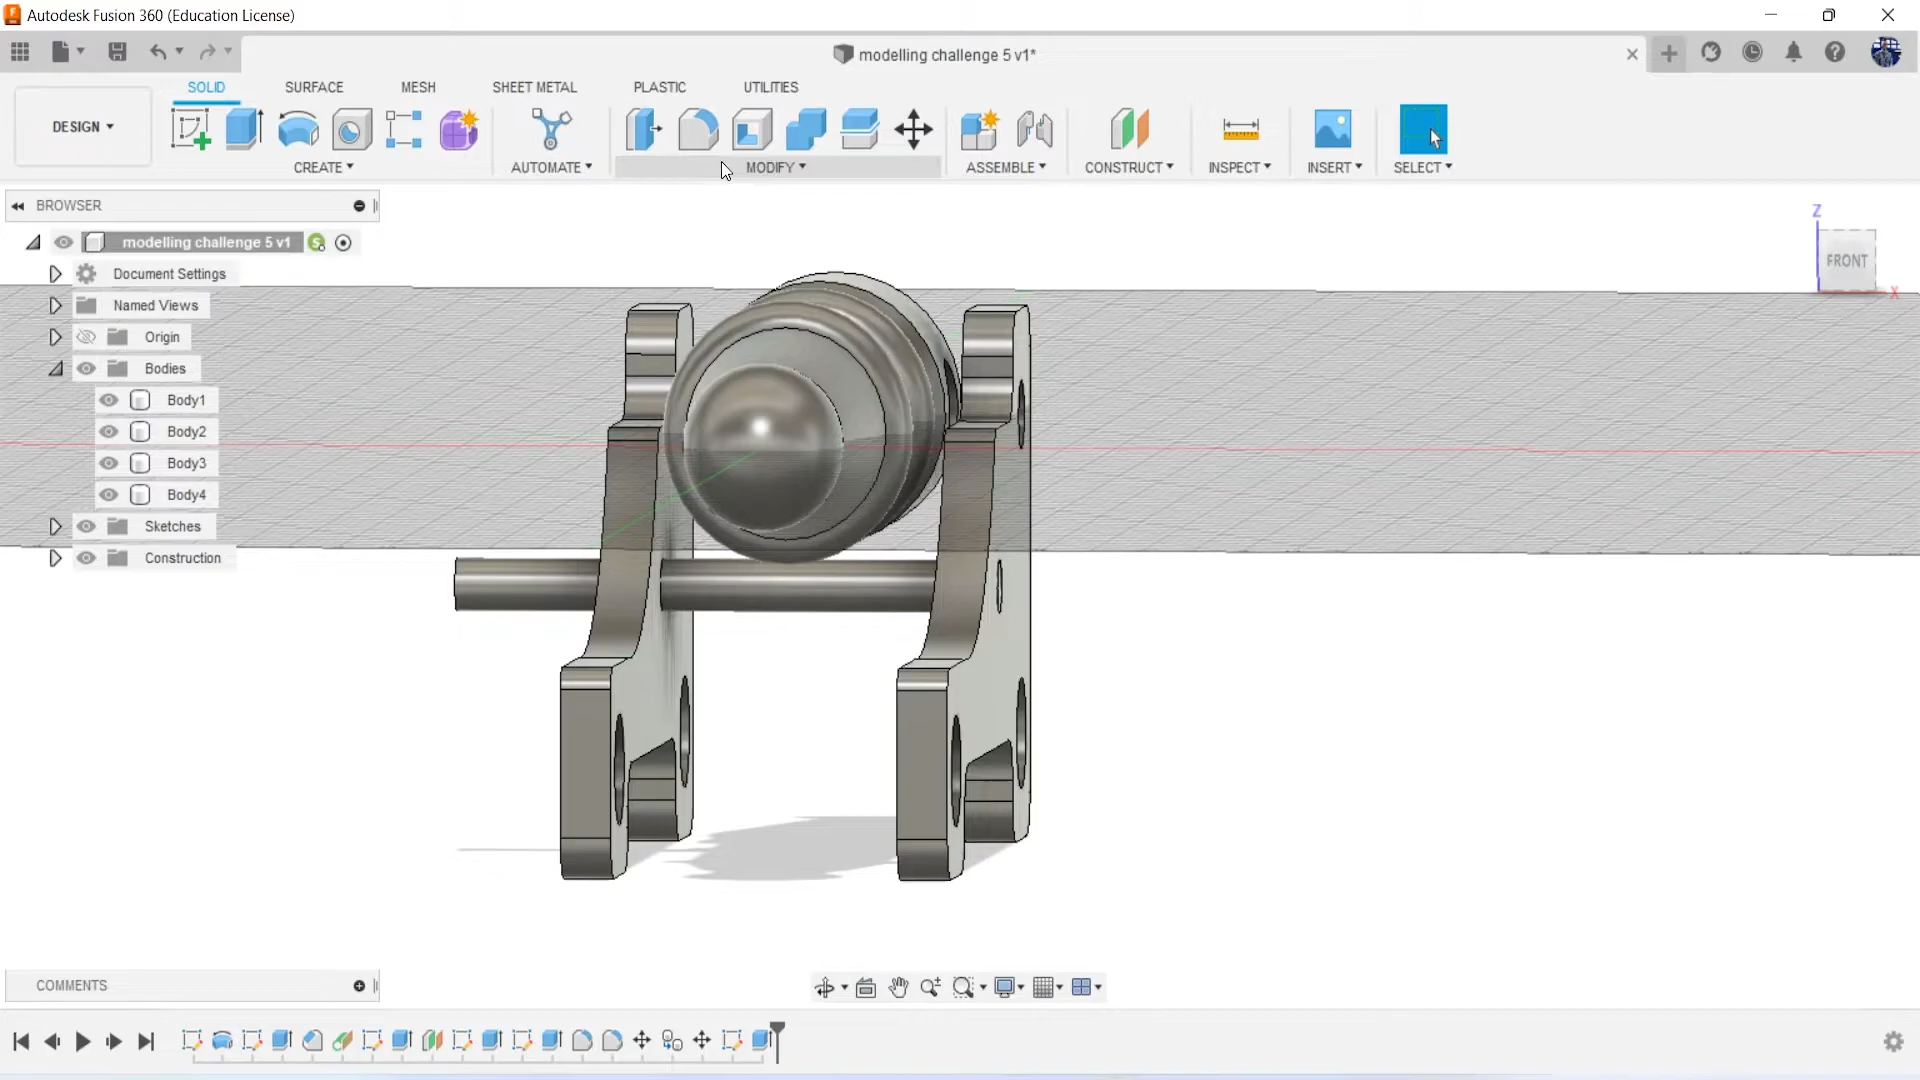 Autodesk Fusion 360 (Education License)
modelling challenge 5 v1*
SOLID SURFACE MESH SHEET METAL PLASTIC UTILITIES
DESIGN
CREATE AUTOMATE MODIFY ASSEMBLE CONSTRUCT INSPECT INSERT SELECT
BROWSER
modelling challenge 5 v1
Document Settings
Named Views
Origin
Bodies
Body1
Body2
Body3
Body4
Sketches
Construction
Z
FRONT
X
COMMENTS